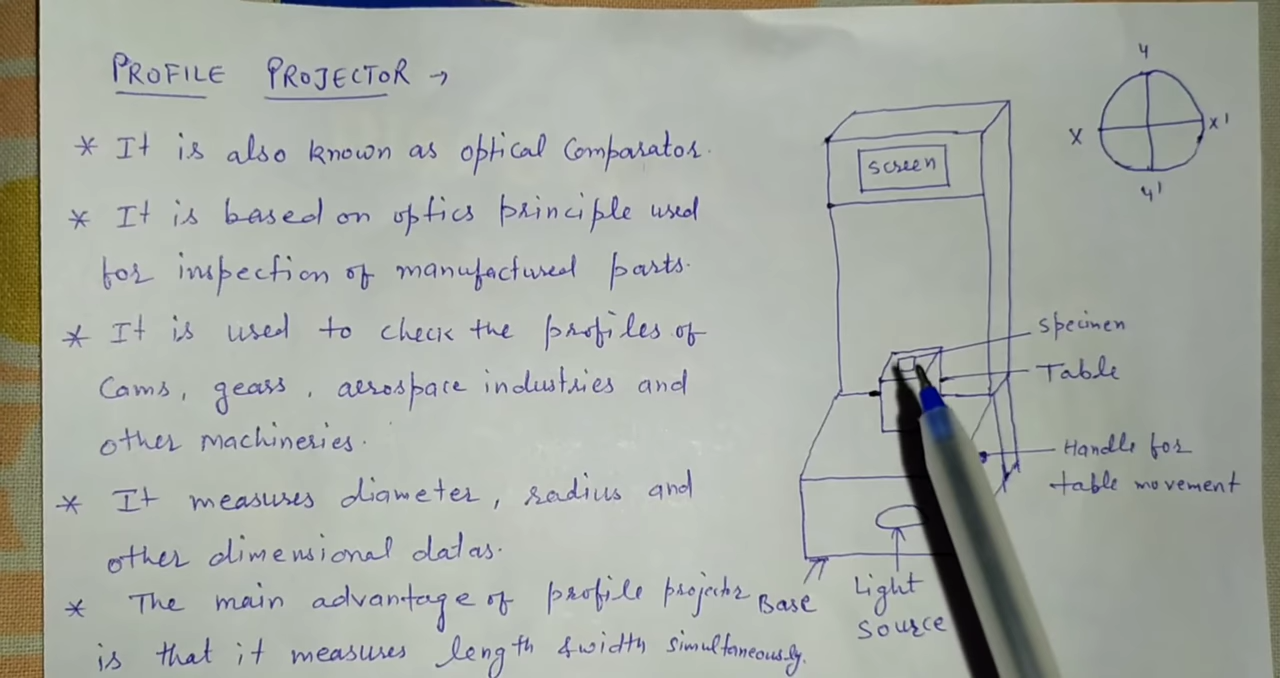 PROFILE PROJECTOR →
* It is also known as optical Comparator.
* It is based on optics principle used
for inspection of manufactured parts.
* It is used to check the profiles of
Cams, gears, aerospace industries and
other machineries.
* It measures diameter, radius and
other dimensional datas.
* The main advantage of profile projector
is that it measures length & width simultaneously.
y
x x'
y'
screen
specimen
Table
Handle for
table movement
Base
Light
Source